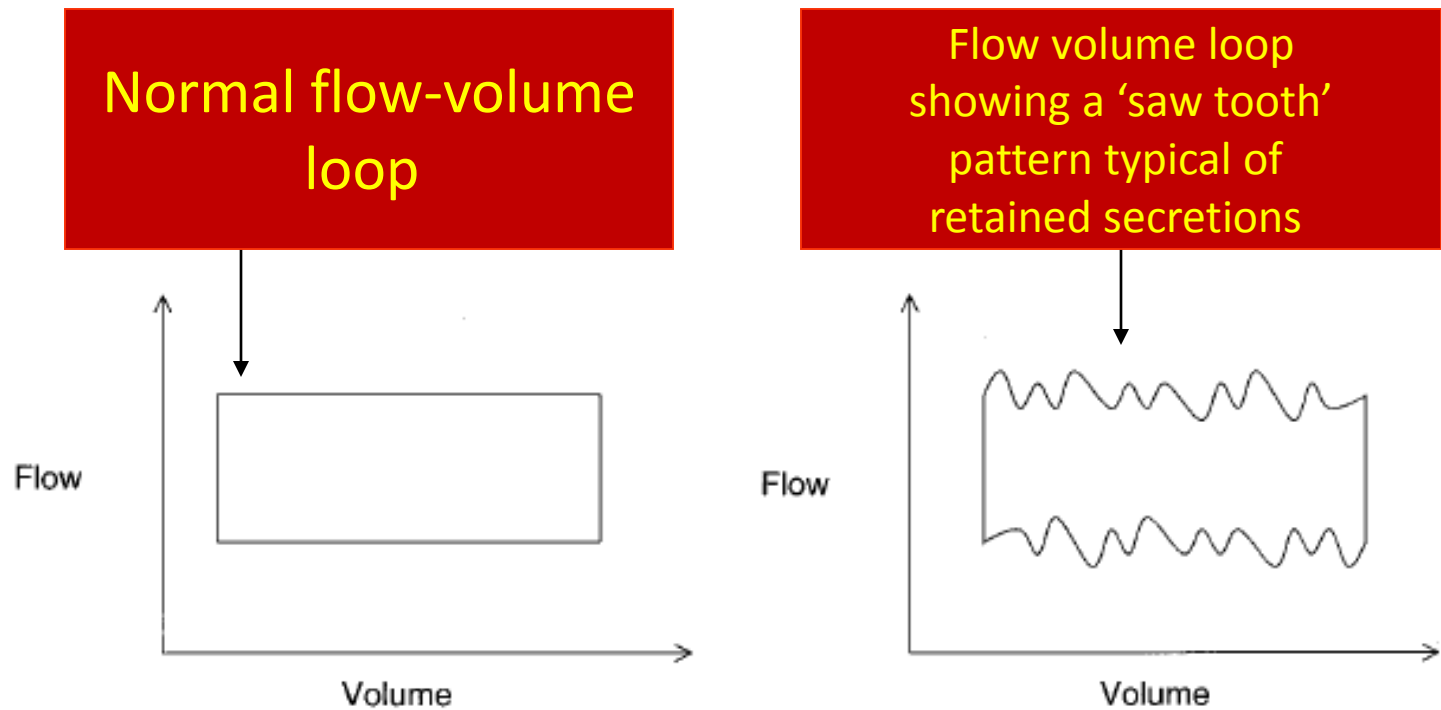 Normal flow-volume
loop
Flow volume loop
showing a ‘saw tooth’
pattern typical of
retained secretions
Flow
Volume
Flow
Volume